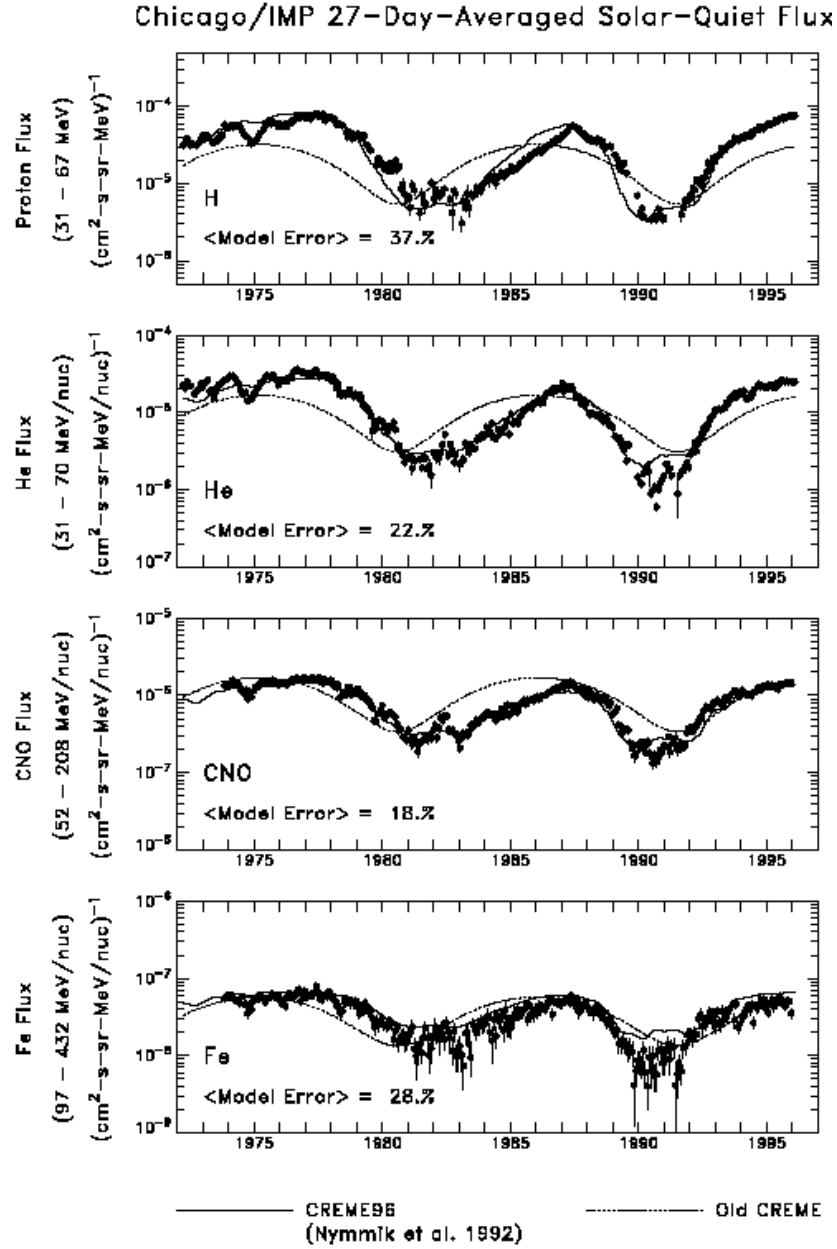 Chicago/IMP 27-Day-Averaged Solar-Quiet Flux
Proton Flux
(31 - 67 MeV)
(cm²-s-sr-MeV)⁻¹
10⁻⁴
10⁻⁵
10⁻⁶
H
<Model Error> = 37.%
1975 1980 1985 1990 1995
He Flux
(31 - 70 MeV/nuc)
(cm²-s-sr-MeV/nuc)⁻¹
10⁻⁴
10⁻⁵
10⁻⁶
10⁻⁷
He
<Model Error> = 22.%
1975 1980 1985 1990 1995
CNO Flux
(52 - 208 MeV/nuc)
(cm²-s-sr-MeV/nuc)⁻¹
10⁻⁵
10⁻⁶
10⁻⁷
10⁻⁸
CNO
<Model Error> = 18.%
1975 1980 1985 1990 1995
Fe Flux
(97 - 432 MeV/nuc)
(cm²-s-sr-MeV/nuc)⁻¹
10⁻⁶
10⁻⁷
10⁻⁸
10⁻⁹
Fe
<Model Error> = 28.%
1975 1980 1985 1990 1995
CREME96
(Nymmik et al. 1992)
Old CREME